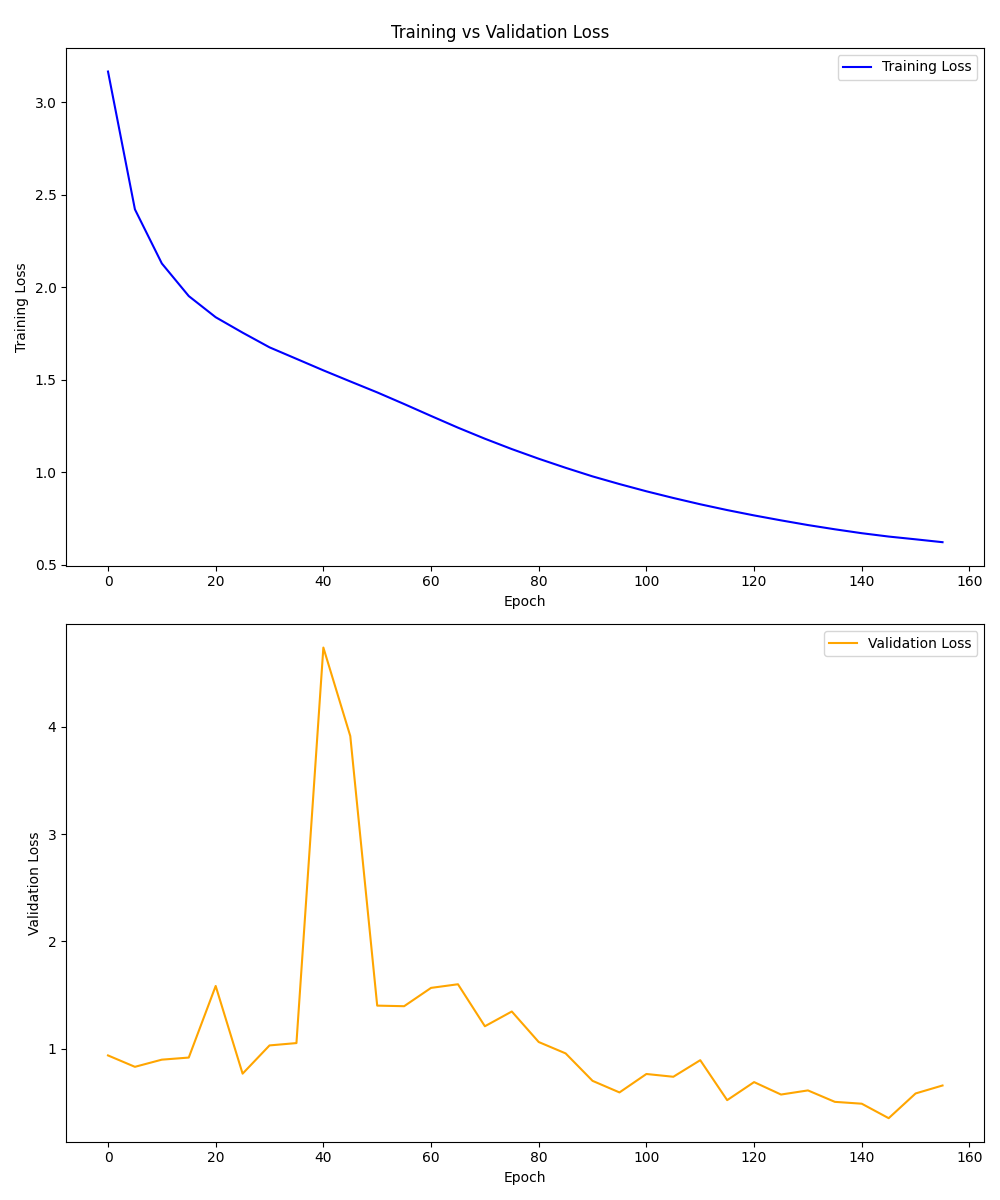 Training vs Validation Loss
Training Loss
3.0
2.5
2.0
1.5
1.0
0.5
Training Loss
0 20 40 60 80 100 120 140 160
Epoch
Validation Loss
4
3
2
1
Validation Loss
0 20 40 60 80 100 120 140 160
Epoch